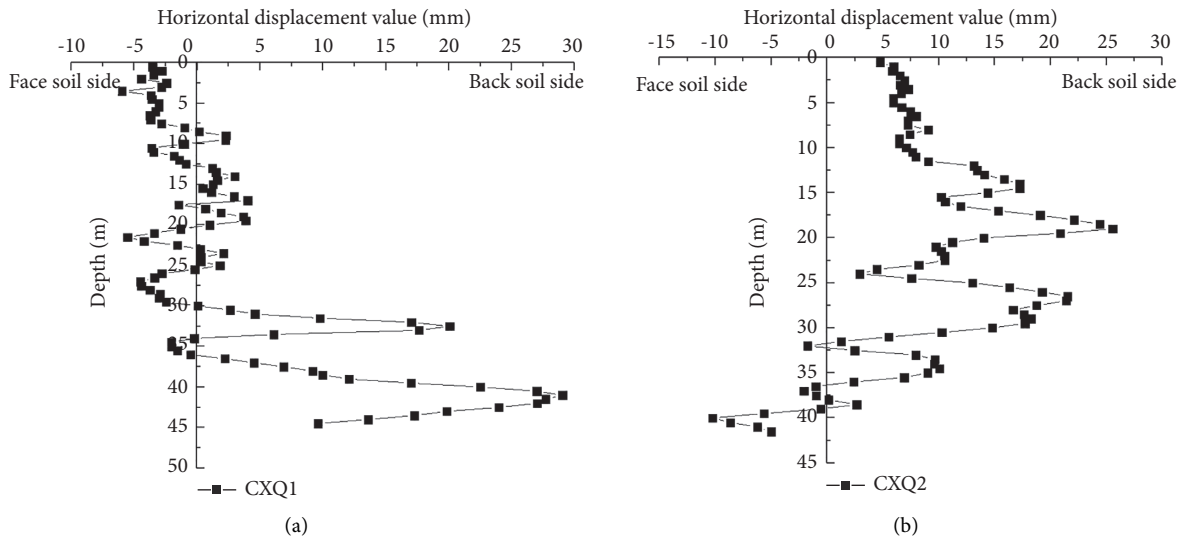 Horizontal displacement value (mm)
-10 -5 0 5 10 15 20 25 30
Face soil side
Back soil side
0
5
10
15
20
25
30
35
40
45
50
Depth (m)
CXQ1
(a)
Horizontal displacement value (mm)
-15 -10 -5 0 5 10 15 20 25 30
Face soil side
Back soil side
0
5
10
15
20
25
30
35
40
45
Depth (m)
CXQ2
(b)